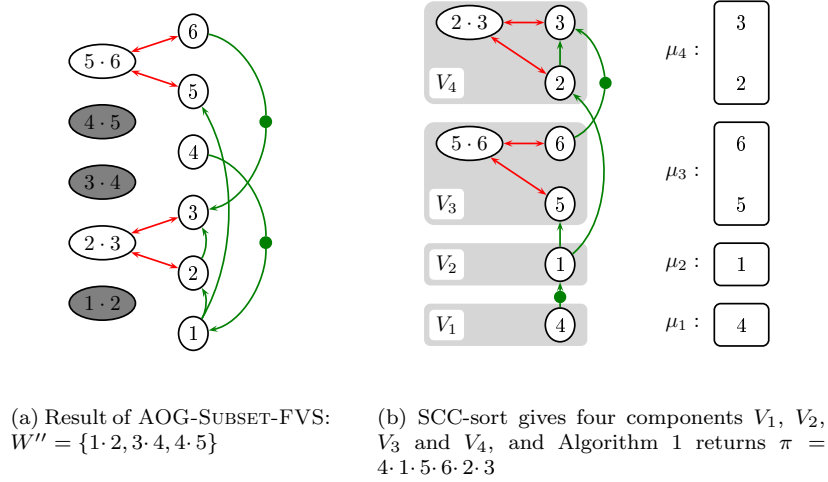 6
5 · 6
5
4 · 5
4
3 · 4
3
2 · 3
2
1 · 2
1
2 · 3
3
V4
2
5 · 6
6
V3
5
V2
1
V1
4
μ4 :
3
2
μ3 :
6
5
μ2 :
1
μ1 :
4
(a) Result of AOG-SUBSET-FVS:
W′′ = {1· 2, 3· 4, 4· 5}
(b) SCC-sort gives four components V1, V2,
V3 and V4, and Algorithm 1 returns π =
4· 1· 5· 6· 2· 3